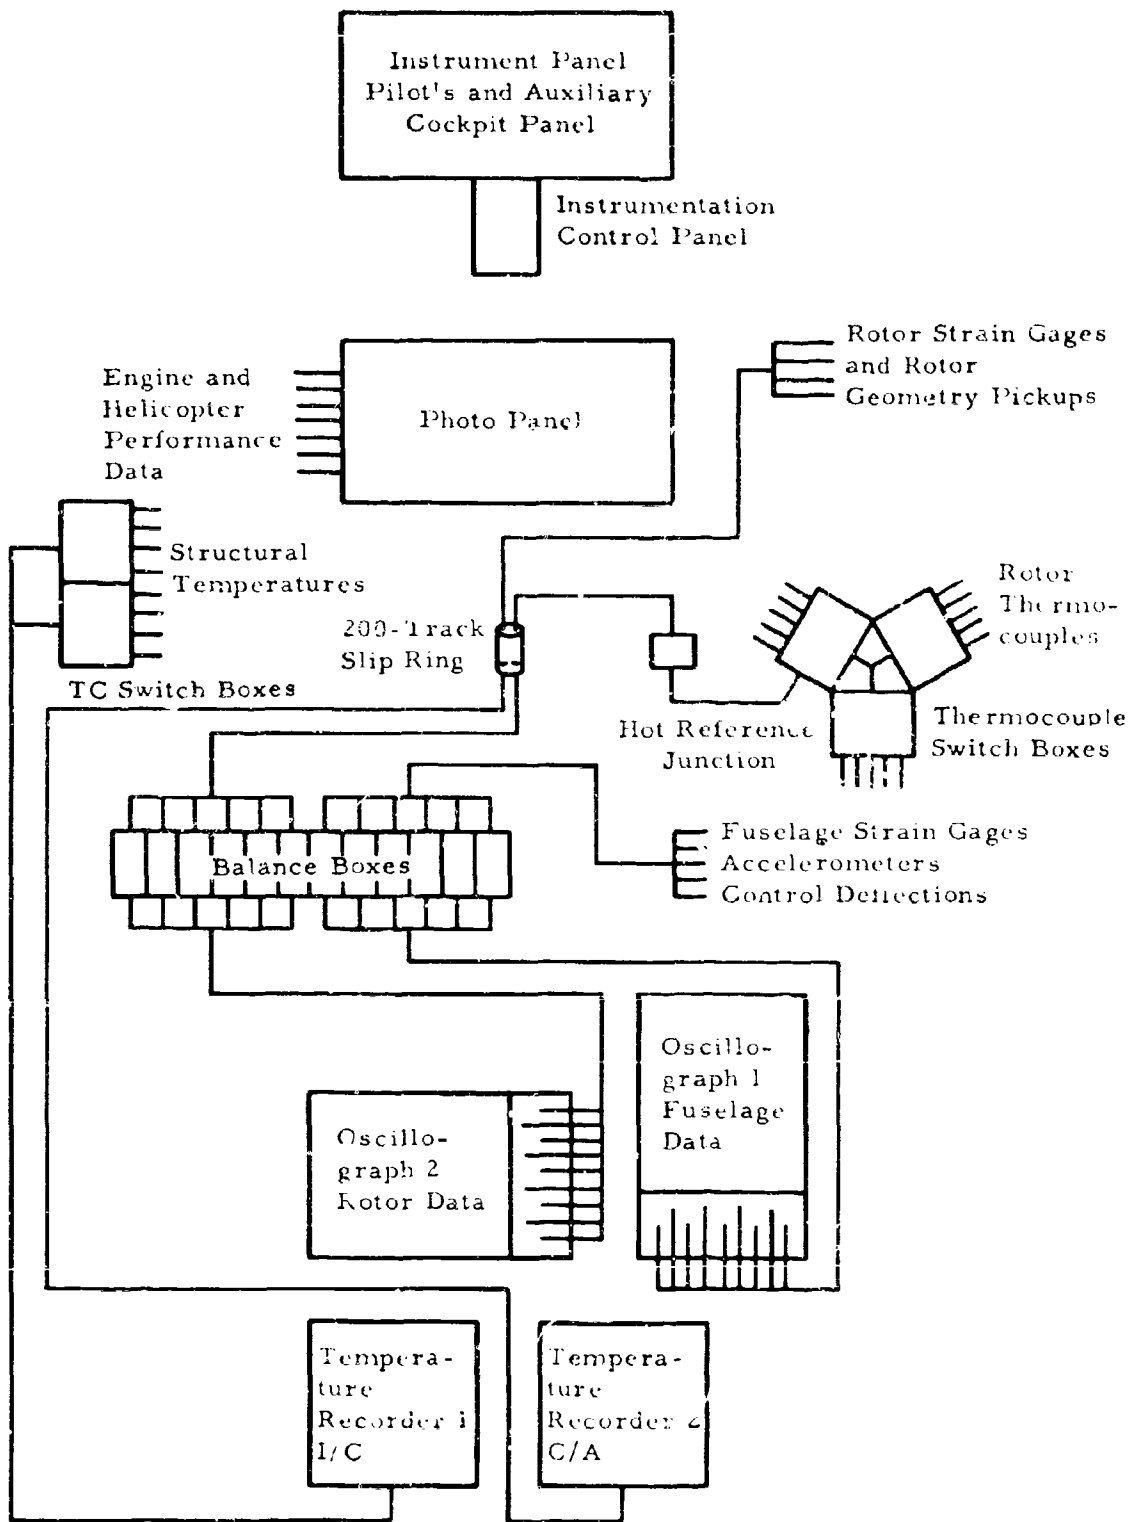 Instrument Panel
Pilot's and Auxiliary
Cockpit Panel
Instrumentation
Control Panel
Rotor Strain Gages
and Rotor
Geometry Pickups
Engine and
Helicopter
Performance
Data
Photo Panel
Structural
Temperatures
TC Switch Boxes
200-Track
Slip Ring
Rotor
Thermo-
couples
Hot Reference
Junction
Thermocouple
Switch Boxes
Balance Boxes
Fuselage Strain Gages
Accelerometers
Control Deflections
Oscillo-
graph 1
Fuselage
Data
Oscillo-
graph 2
Rotor Data
Tempera-
ture
Recorder 1
I/C
Tempera-
ture
Recorder 2
C/A